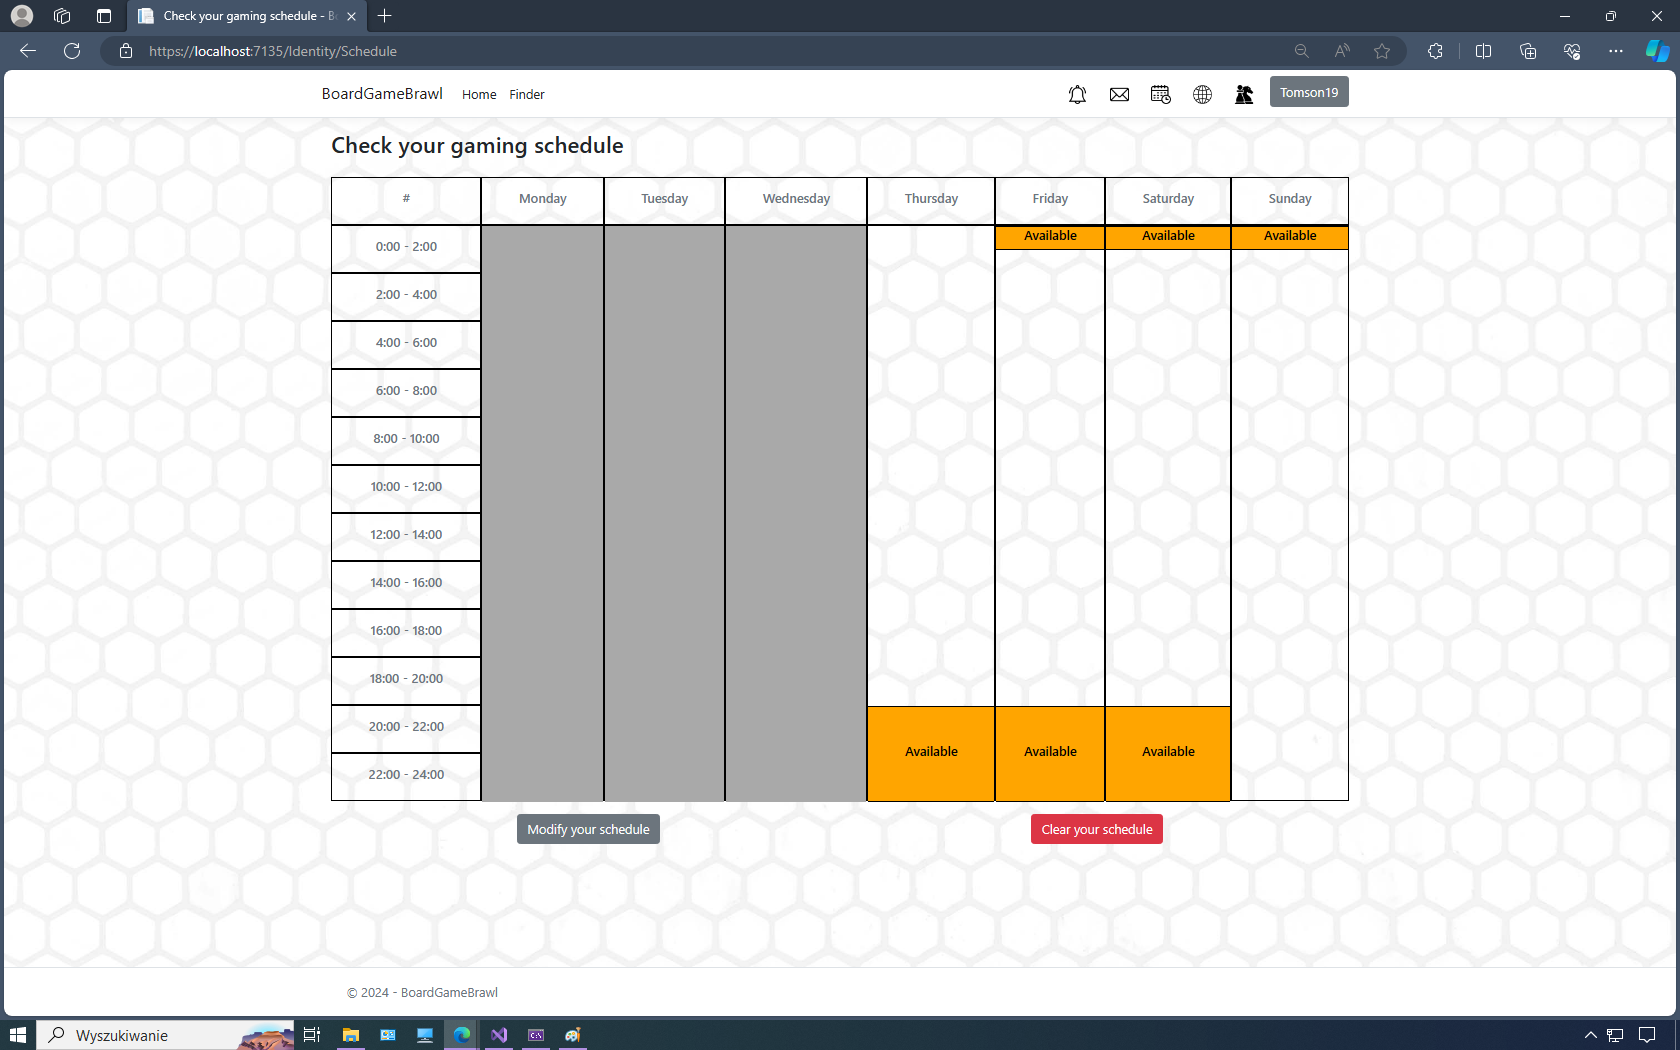 Check your gaming schedule - B
https://localhost:7135/Identity/Schedule
BoardGameBrawl Home Finder Tomson19
Check your gaming schedule
# Monday Tuesday Wednesday Thursday Friday Saturday Sunday
0:00 - 2:00 Available Available Available
2:00 - 4:00
4:00 - 6:00
6:00 - 8:00
8:00 - 10:00
10:00 - 12:00
12:00 - 14:00
14:00 - 16:00
16:00 - 18:00
18:00 - 20:00
20:00 - 22:00
Available Available Available
22:00 - 24:00
Modify your schedule Clear your schedule
© 2024 - BoardGameBrawl
Wyszukiwanie